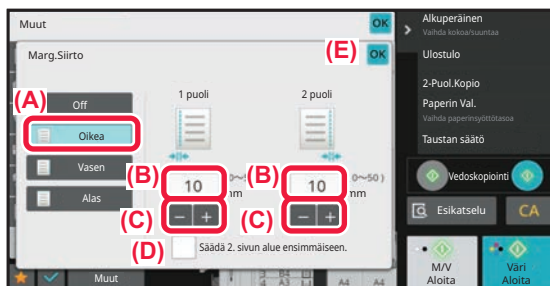 Muut
OK
Marg.Siirto
(E)
OK
(A)
Off
Oikea
Vasen
Alas
1 puoli
2 puoli
(B)
10
mm
(B)
10
0~50 )
mm
(C)
− +
(C)
− +
(D)
Säädä 2. sivun alue ensimmäiseen.
Muut
A4
A4
Alkuperäinen
Vaihda kokoa/suuntaa
Ulostulo
2-Puol.Kopio
Paperin Val.
Vaihda paperinsyöttötasoa
Taustan säätö
Vedoskopiointi
Esikatselu
CA
M/V
Aloita
Väri
Aloita